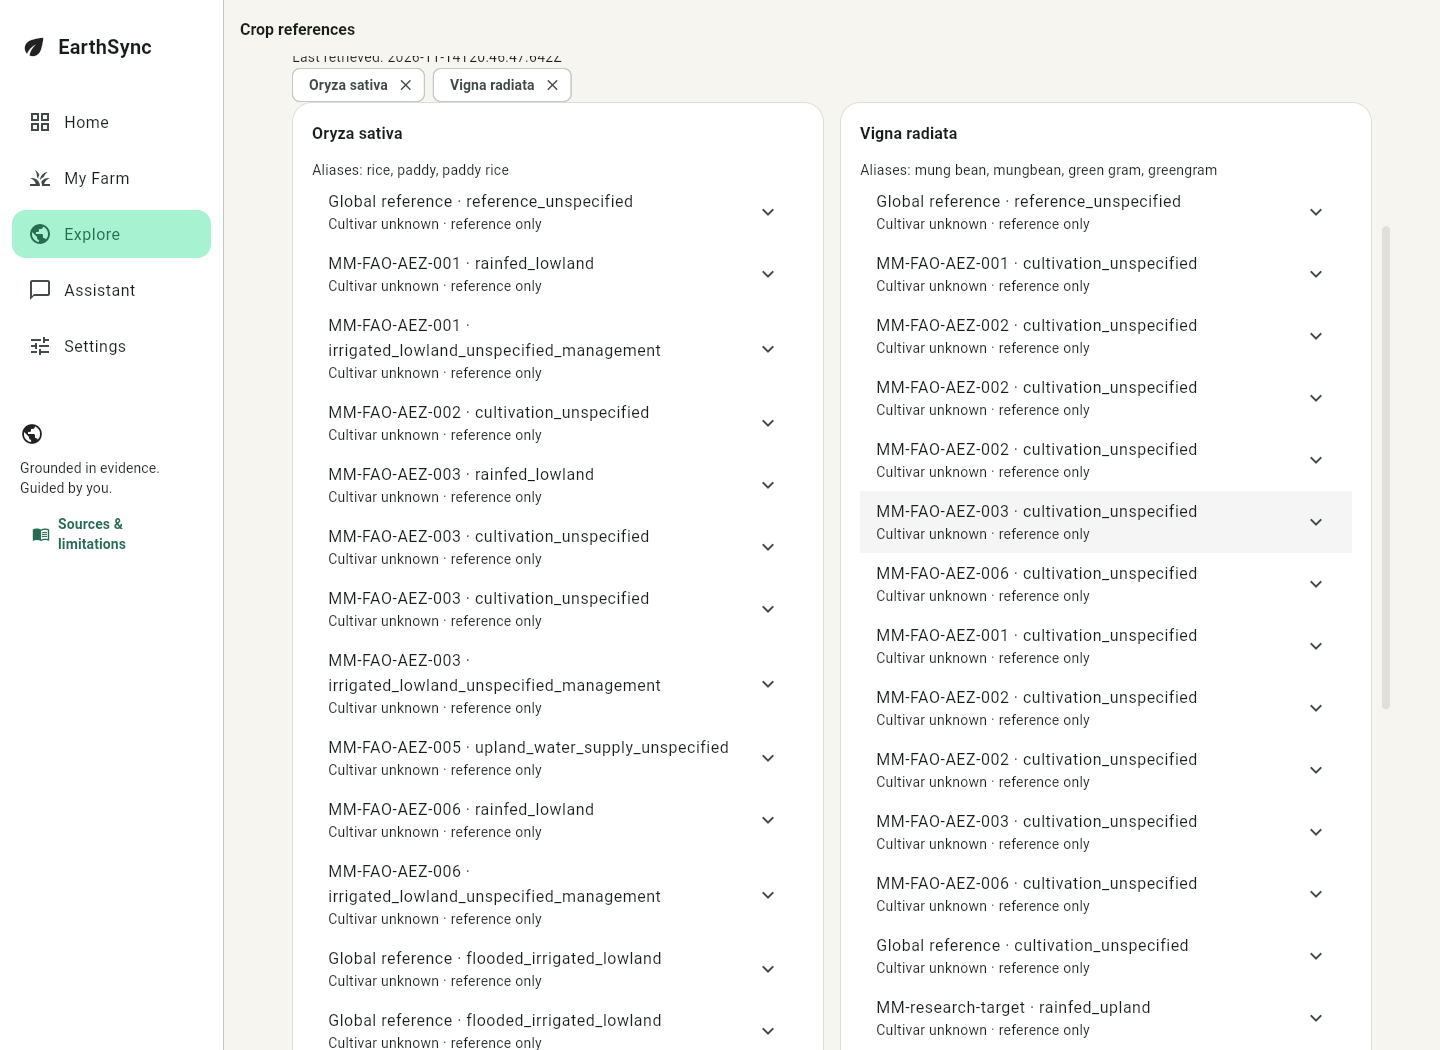 EarthSync
Home
My Farm
Explore
Assistant
Settings
Grounded in evidence.
Guided by you.
Sources &
limitations
Crop references
Last retrieved: 2026-11-14T20:46:47.642Z
Oryza sativa
Vigna radiata
Oryza sativa
Aliases: rice, paddy, paddy rice
Global reference · reference_unspecified
Cultivar unknown · reference only
MM-FAO-AEZ-001 · rainfed_lowland
Cultivar unknown · reference only
MM-FAO-AEZ-001 ·
irrigated_lowland_unspecified_management
Cultivar unknown · reference only
MM-FAO-AEZ-002 · cultivation_unspecified
Cultivar unknown · reference only
MM-FAO-AEZ-003 · rainfed_lowland
Cultivar unknown · reference only
MM-FAO-AEZ-003 · cultivation_unspecified
Cultivar unknown · reference only
MM-FAO-AEZ-003 · cultivation_unspecified
Cultivar unknown · reference only
MM-FAO-AEZ-003 ·
irrigated_lowland_unspecified_management
Cultivar unknown · reference only
MM-FAO-AEZ-005 · upland_water_supply_unspecified
Cultivar unknown · reference only
MM-FAO-AEZ-006 · rainfed_lowland
Cultivar unknown · reference only
MM-FAO-AEZ-006 ·
irrigated_lowland_unspecified_management
Cultivar unknown · reference only
Global reference · flooded_irrigated_lowland
Cultivar unknown · reference only
Global reference · flooded_irrigated_lowland
Cultivar unknown · reference only
Vigna radiata
Aliases: mung bean, mungbean, green gram, greengram
Global reference · reference_unspecified
Cultivar unknown · reference only
MM-FAO-AEZ-001 · cultivation_unspecified
Cultivar unknown · reference only
MM-FAO-AEZ-002 · cultivation_unspecified
Cultivar unknown · reference only
MM-FAO-AEZ-002 · cultivation_unspecified
Cultivar unknown · reference only
MM-FAO-AEZ-002 · cultivation_unspecified
Cultivar unknown · reference only
MM-FAO-AEZ-003 · cultivation_unspecified
Cultivar unknown · reference only
MM-FAO-AEZ-006 · cultivation_unspecified
Cultivar unknown · reference only
MM-FAO-AEZ-001 · cultivation_unspecified
Cultivar unknown · reference only
MM-FAO-AEZ-002 · cultivation_unspecified
Cultivar unknown · reference only
MM-FAO-AEZ-002 · cultivation_unspecified
Cultivar unknown · reference only
MM-FAO-AEZ-003 · cultivation_unspecified
Cultivar unknown · reference only
MM-FAO-AEZ-006 · cultivation_unspecified
Cultivar unknown · reference only
Global reference · cultivation_unspecified
Cultivar unknown · reference only
MM-research-target · rainfed_upland
Cultivar unknown · reference only